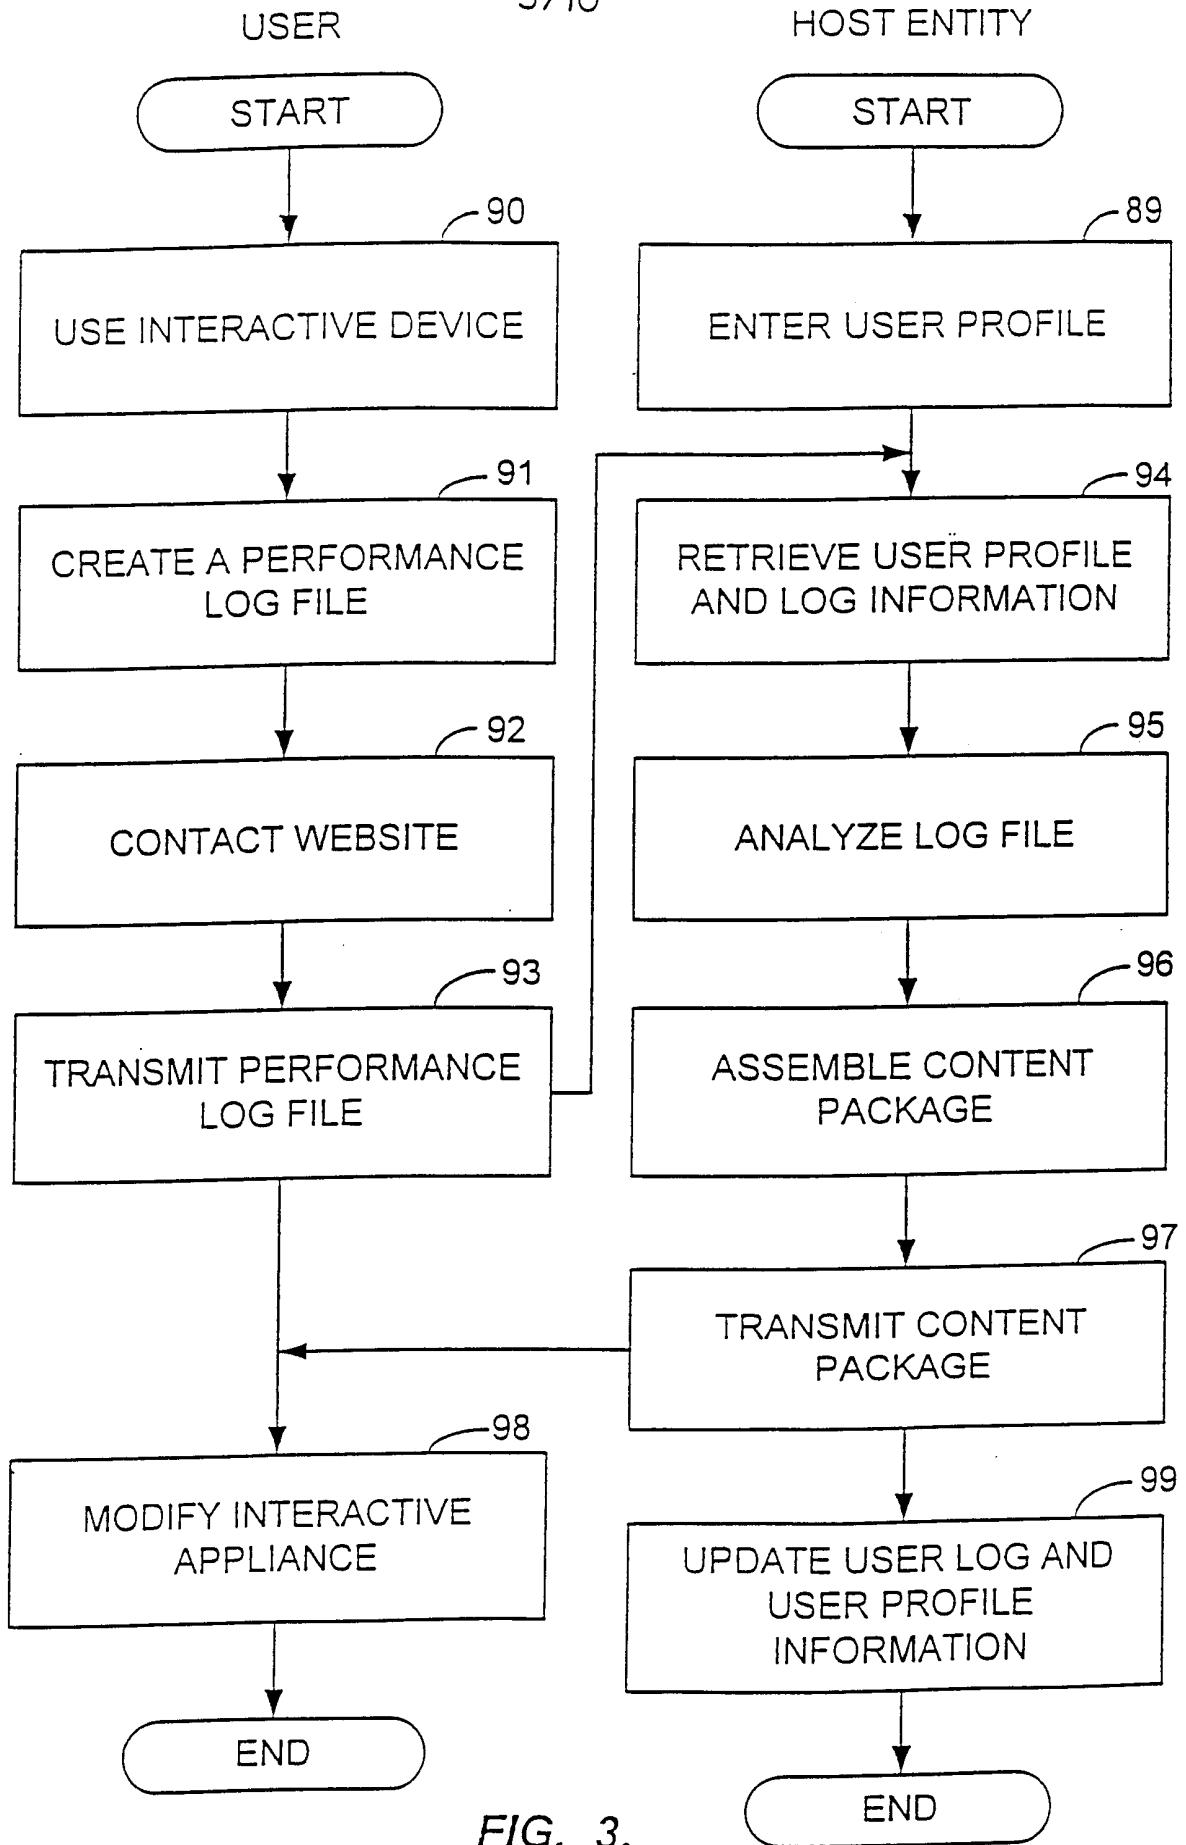 USER
START
90
USE INTERACTIVE DEVICE
91
CREATE A PERFORMANCE
LOG FILE
92
CONTACT WEBSITE
93
TRANSMIT PERFORMANCE
LOG FILE
98
MODIFY INTERACTIVE
APPLIANCE
END
HOST ENTITY
START
89
ENTER USER PROFILE
94
RETRIEVE USER PROFILE
AND LOG INFORMATION
95
ANALYZE LOG FILE
96
ASSEMBLE CONTENT
PACKAGE
97
TRANSMIT CONTENT
PACKAGE
99
UPDATE USER LOG AND
USER PROFILE
INFORMATION
END
FIG. 3.